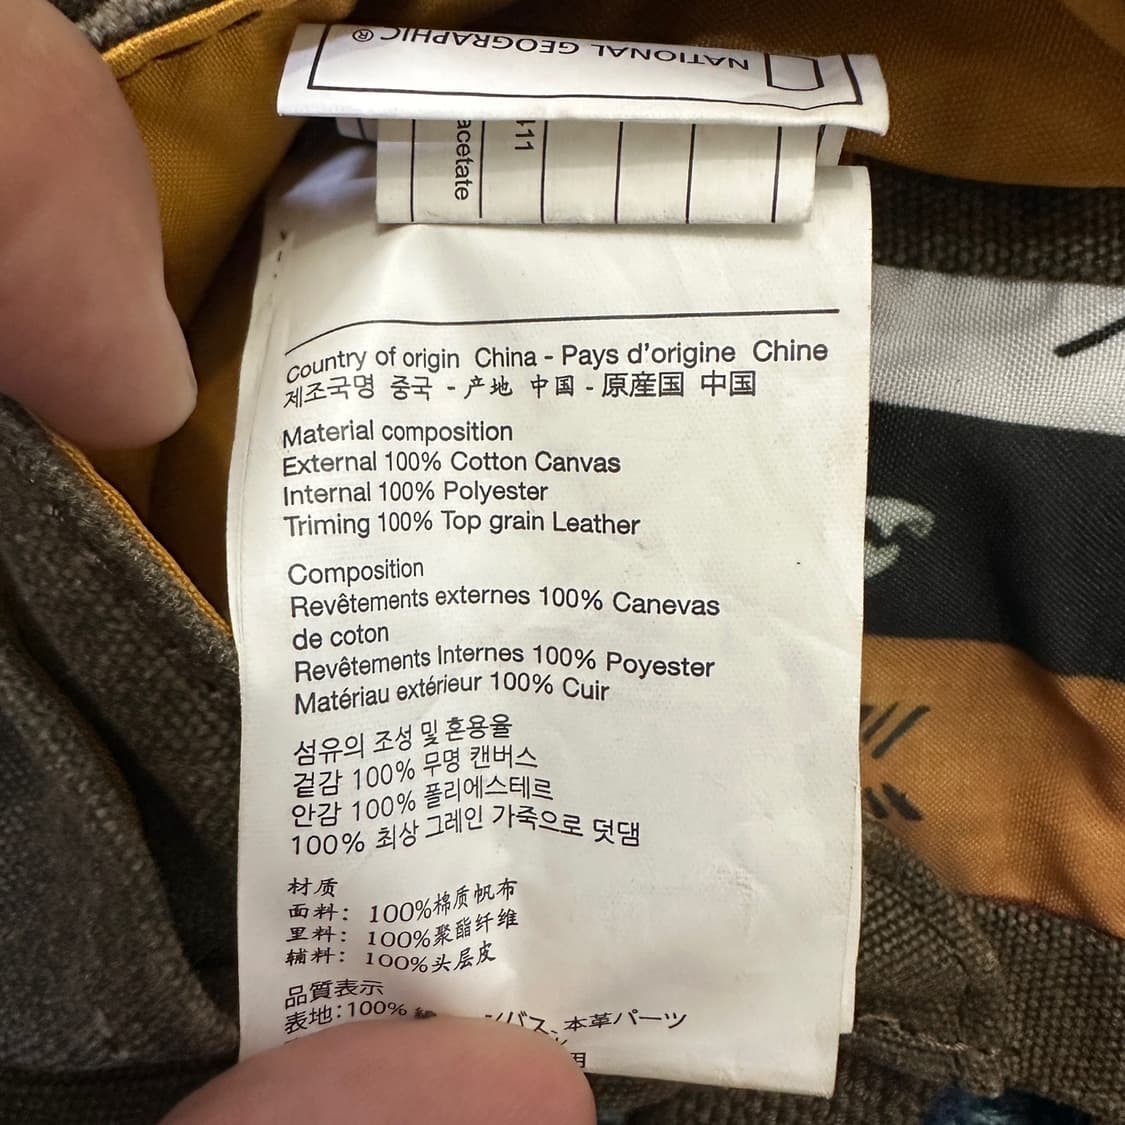 NATIONAL GEOGRAPHIC®
acetate
11
Country of origin China - Pays d'origine Chine
제조국명 중국 - 产地 中国 - 原産国 中国
Material composition
External 100% Cotton Canvas
Internal 100% Polyester
Triming 100% Top grain Leather
Composition
Revêtements externes 100% Canevas
de coton
Revêtements Internes 100% Poyester
Matériau extérieur 100% Cuir
섬유의 조성 및 혼용율
겉감 100% 무명 캔버스
안감 100% 폴리에스테르
100% 최상 그레인 가죽으로 덧댐
材质
面料: 100%棉质帆布
里料: 100%聚酯纤维
辅料: 100%头层皮
品質表示
表地:100% ンバス、本革パーツ
用